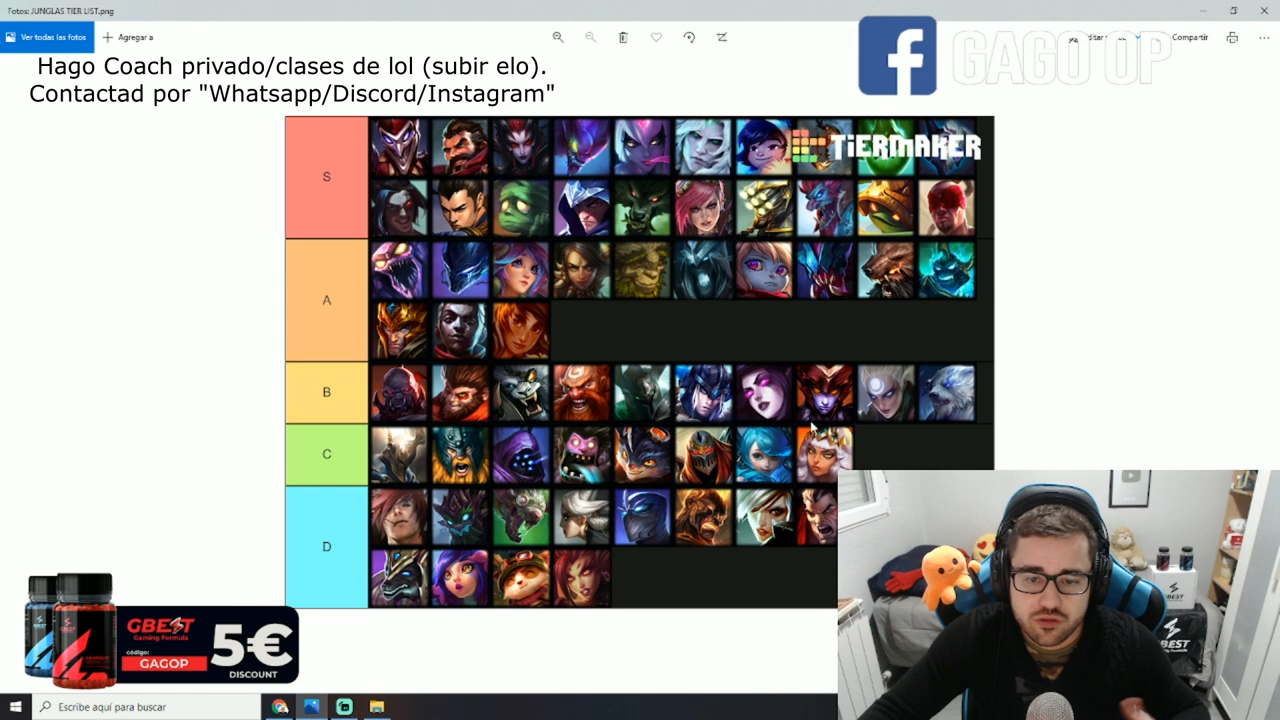 Fotos: JUNGLAS TIER LIST.png
Ver todas las fotos
Agregar a
Compartir
GAGO OP
Hago Coach privado/clases de lol (subir elo).
Contactad por "Whatsapp/Discord/Instagram"
TiERMAKER
S
A
B
C
D
GBEST
Gaming Formula
código:
GAGOP
5€
DISCOUNT
GBEST
Escribe aquí para buscar